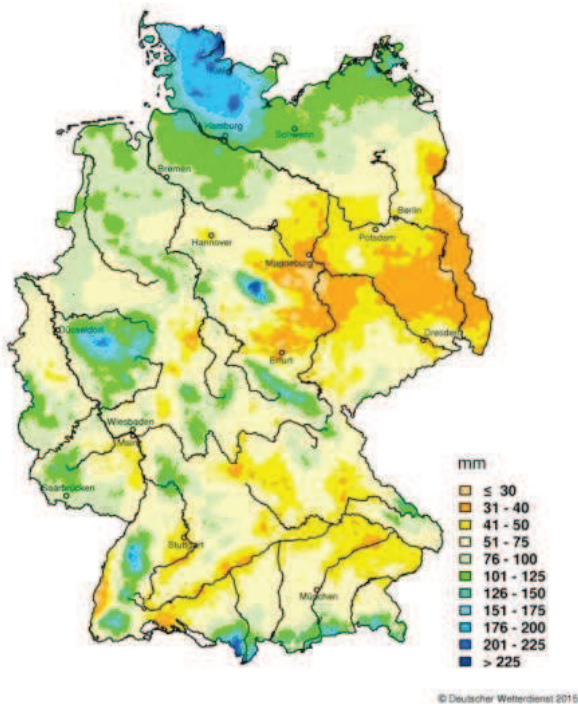 Hamburg
Schwerin
Bremen
Berlin
Hannover
Potsdam
Magdeburg
Düsseldorf
Dresden
Erfurt
Wiesbaden
Mainz
Saarbrücken
Stuttgart
München
mm
≤ 30
31 - 40
41 - 50
51 - 75
76 - 100
101 - 125
126 - 150
151 - 175
176 - 200
201 - 225
> 225
© Deutscher Wetterdienst 2015